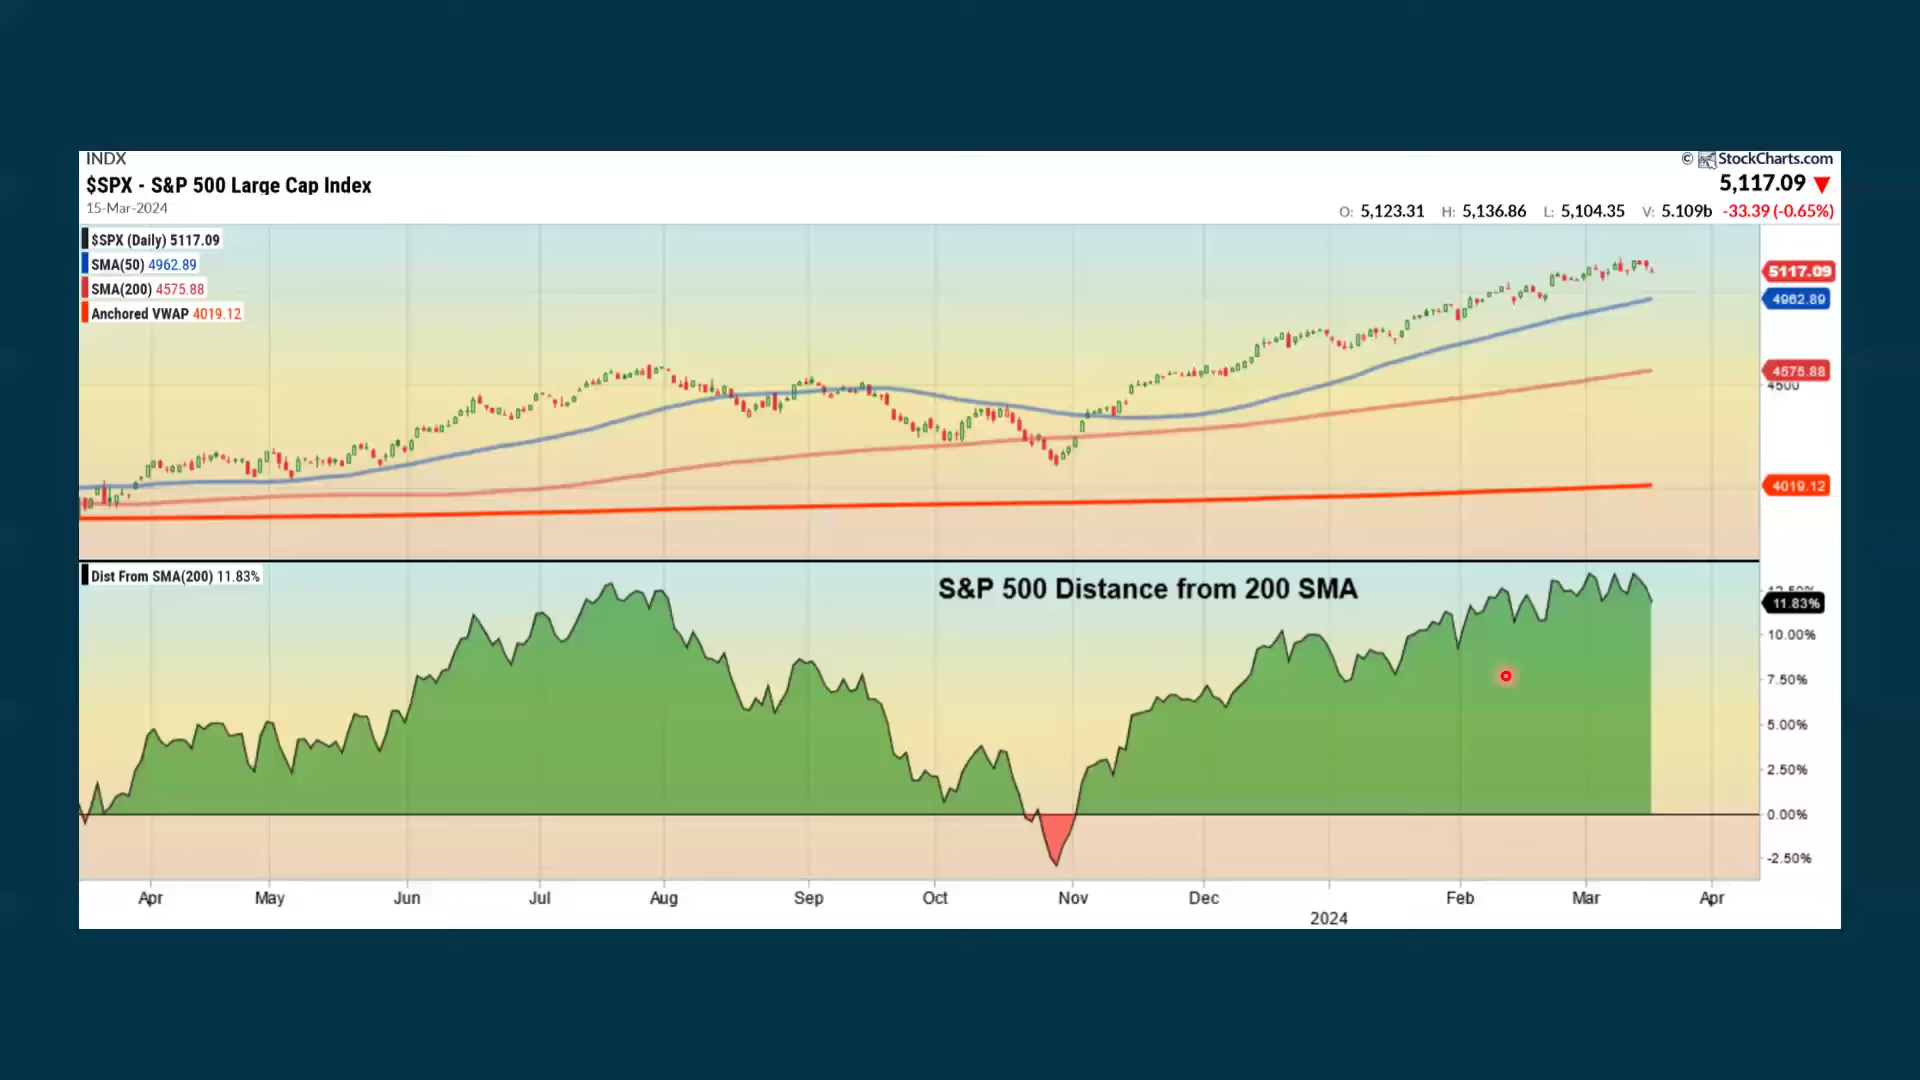 INDX
© StockCharts.com
$SPX - S&P 500 Large Cap Index
5,117.09
15-Mar-2024
O: 5,123.31 H: 5,136.86 L: 5,104.35 V: 5.109b -33.39 (-0.65%)
$SPX (Daily) 5117.09
SMA(50) 4962.89
SMA(200) 4575.88
Anchored VWAP 4019.12
5117.09
4962.89
4575.88
4500
4019.12
Dist From SMA(200) 11.83%
S&P 500 Distance from 200 SMA
12.50%
11.83%
10.00%
7.50%
5.00%
2.50%
0.00%
-2.50%
Apr May Jun Jul Aug Sep Oct Nov Dec Feb Mar Apr
2024